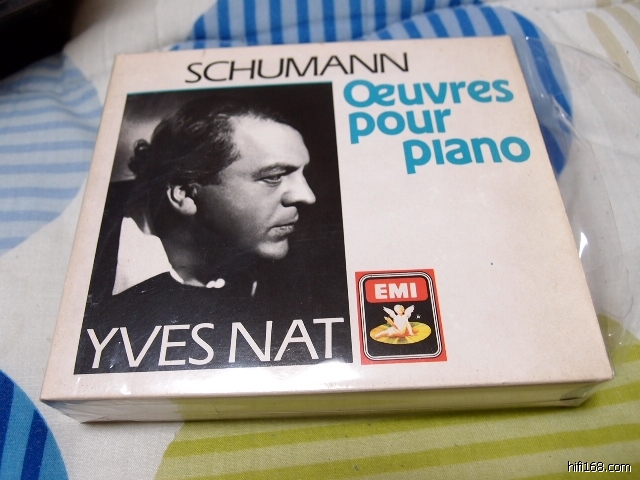 SCHUMANN
Œuvres
pour
piano
YVES NAT
EMI
hifi168.com